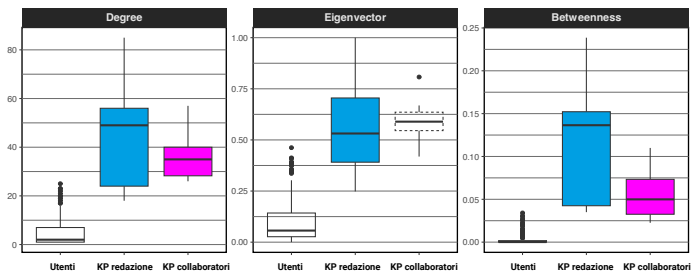 Degree
Eigenvector
Betweenness
80
60
40
20
0
1.00
0.75
0.50
0.25
0.00
0.25
0.20
0.15
0.10
0.05
0.00
Utenti KP redazione KP collaboratori
Utenti KP redazione KP collaboratori
Utenti KP redazione KP collaboratori